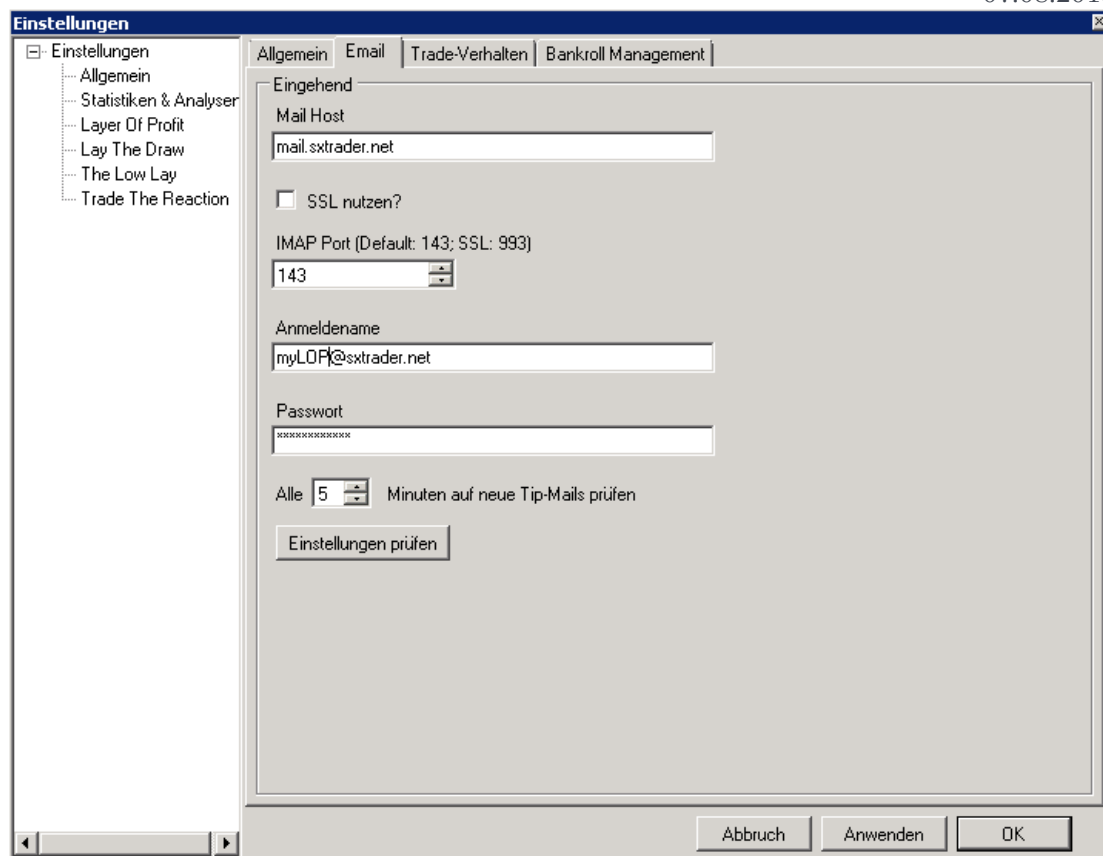 Einstellungen
Einstellungen
Allgemein
Statistiken & Analyser
Layer Of Profit
Lay The Draw
The Low Lay
Trade The Reaction
Allgemein Email Trade-Verhalten Bankroll Management
Eingehend
Mail Host
mail.sxtrader.net
SSL nutzen?
IMAP Port (Default: 143; SSL: 993)
143
Anmeldename
myLOP@sxtrader.net
Passwort
************
Alle 5 Minuten auf neue Tip-Mails prüfen
Einstellungen prüfen
Abbruch Anwenden OK